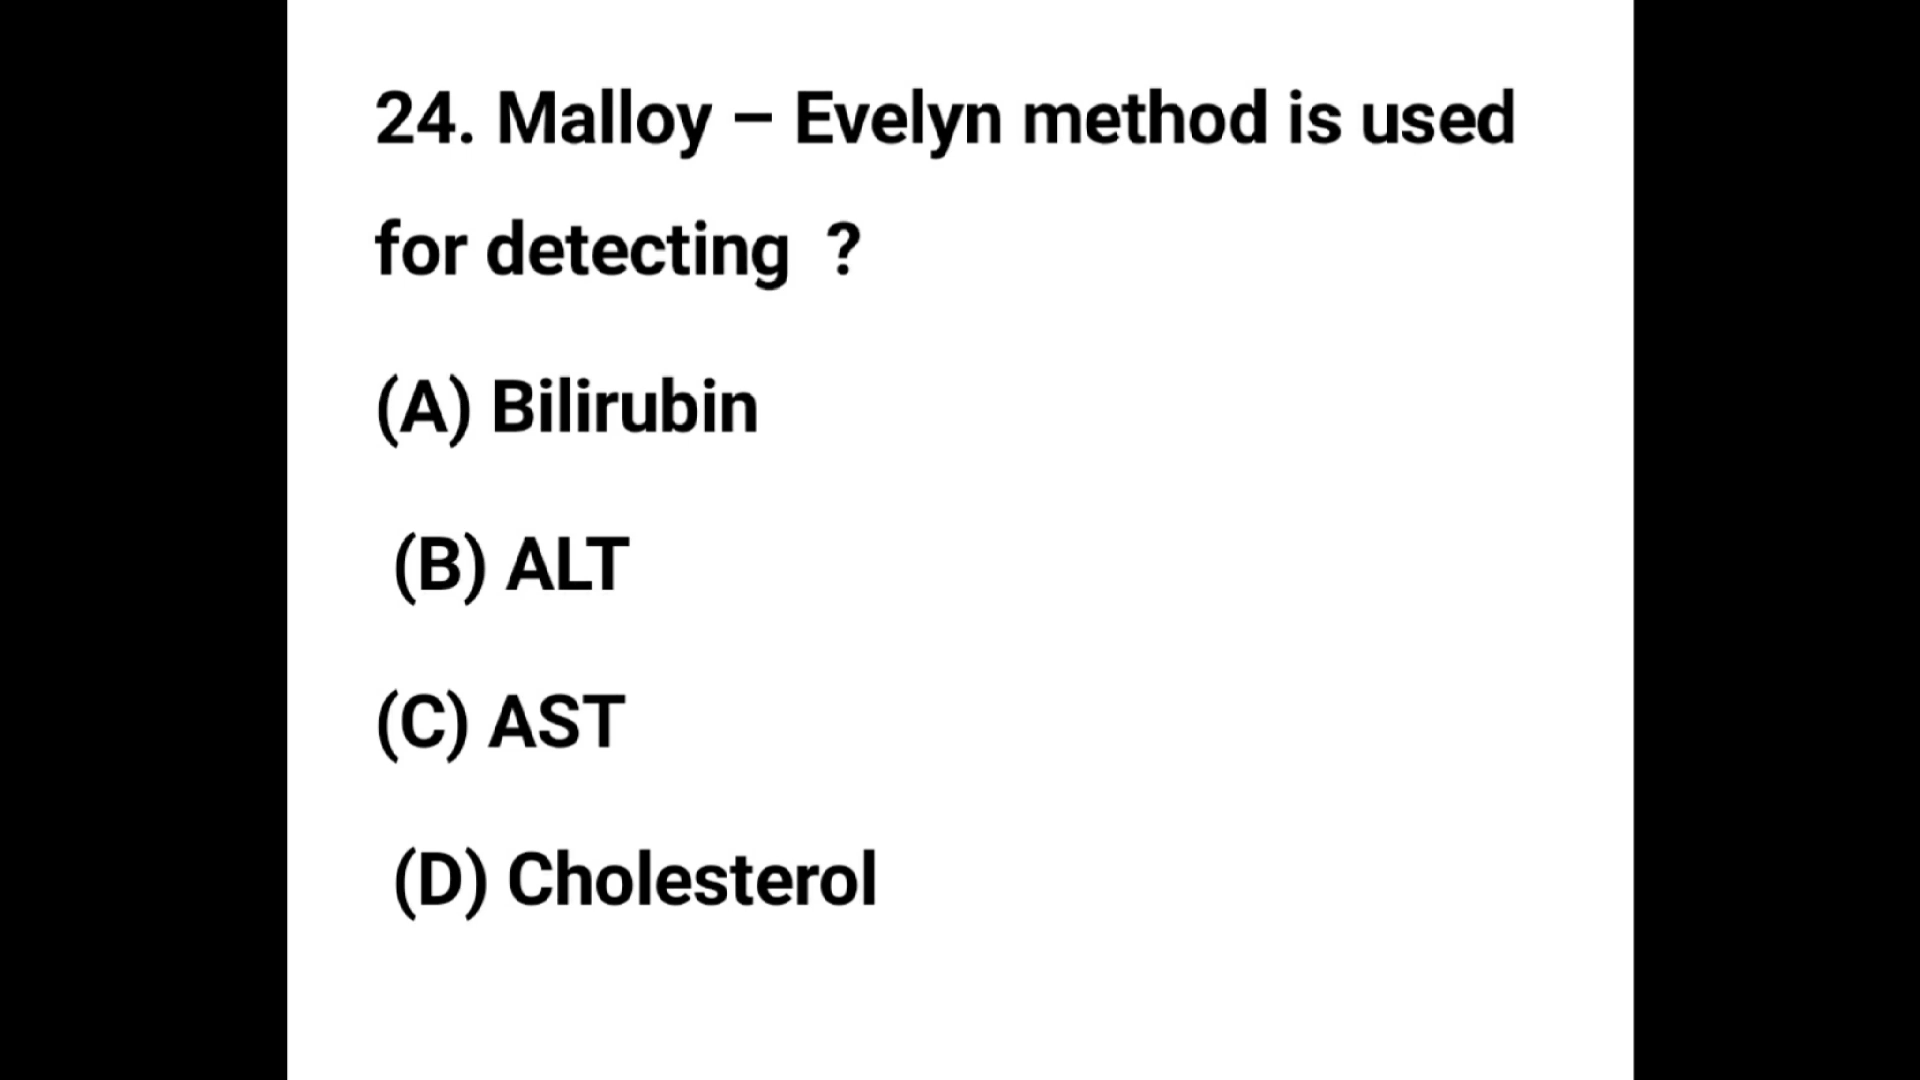 24. Malloy – Evelyn method is used
for detecting ?
(A) Bilirubin
(B) ALT
(C) AST
(D) Cholesterol